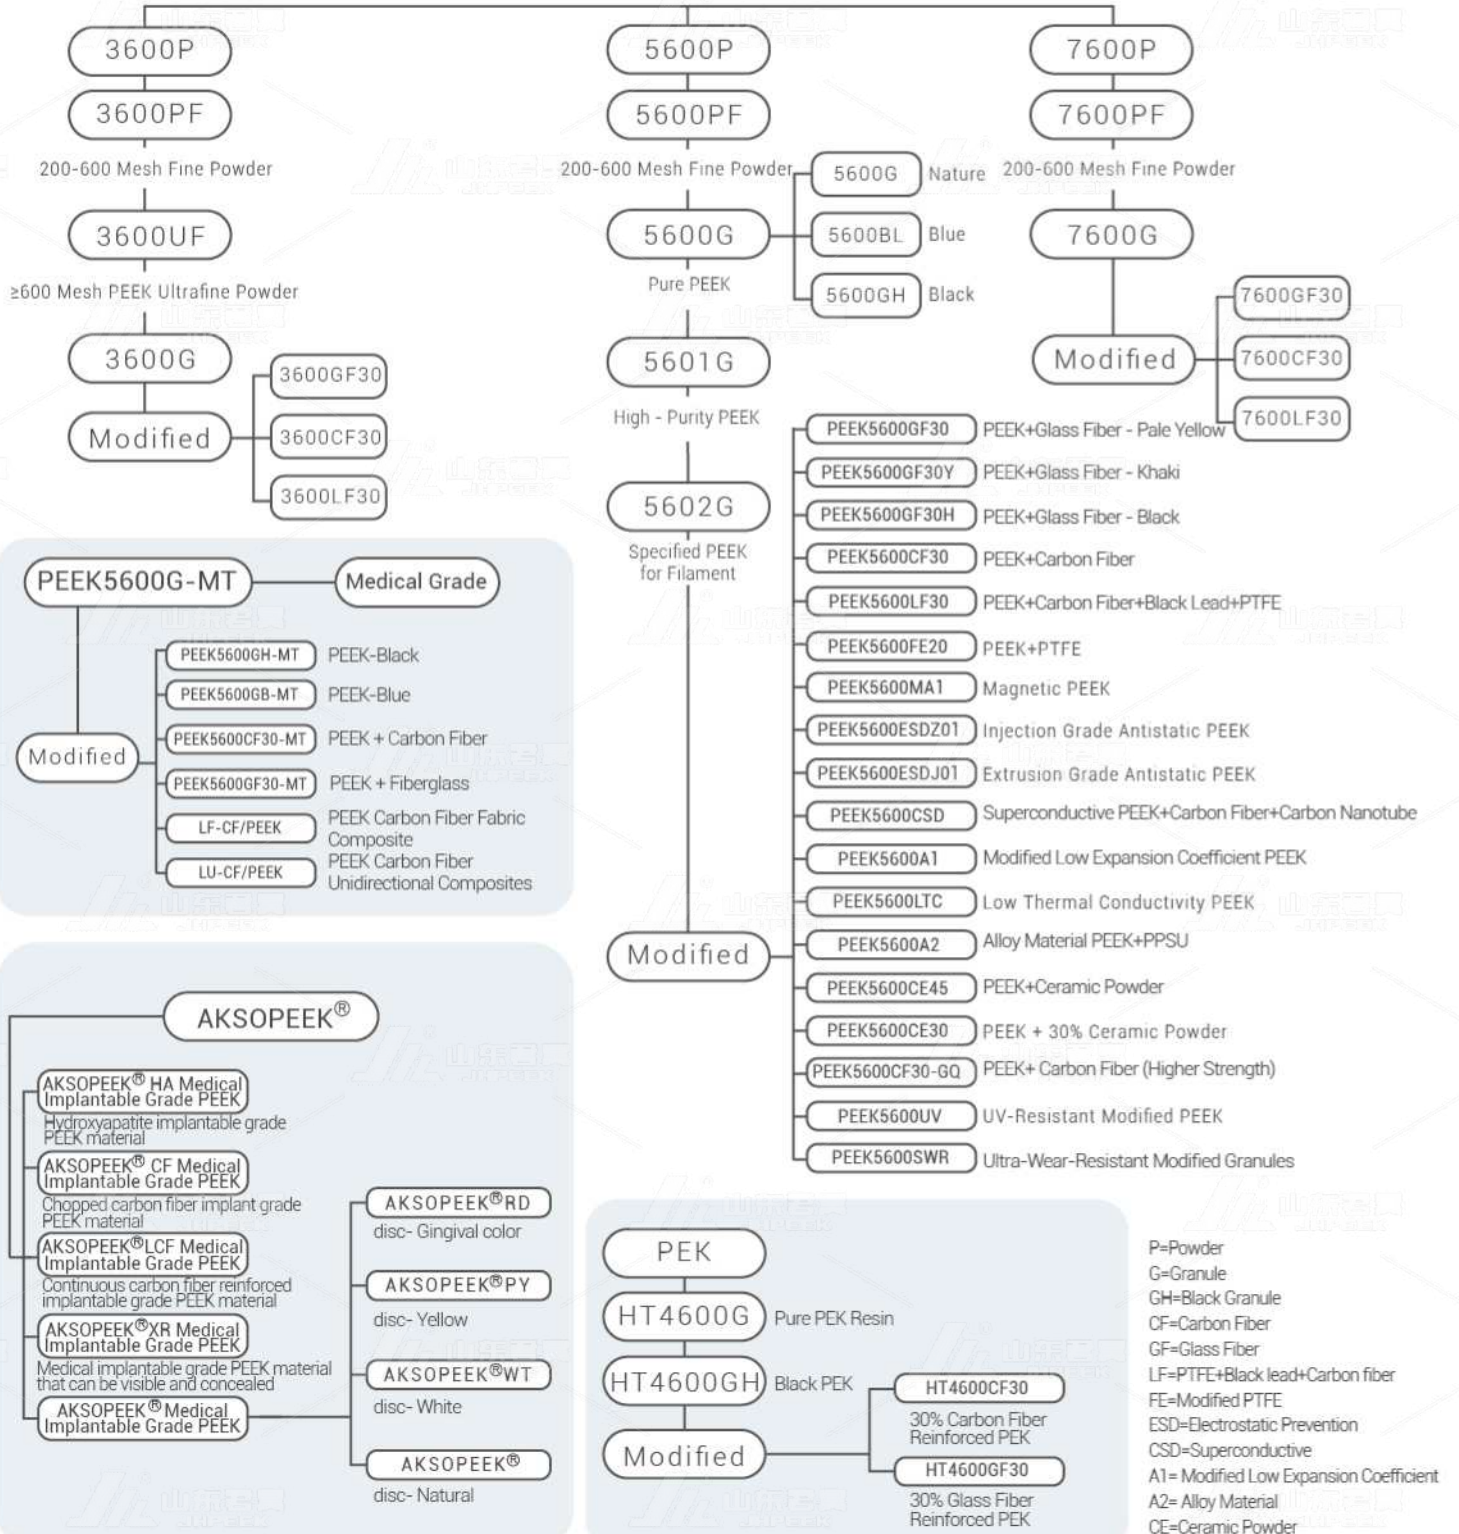 3600P
3600PF
200-600 Mesh Fine Powder
3600UF
≥600 Mesh PEEK Ultrafine Powder
3600G
Modified
3600GF30
3600CF30
3600LF30
5600P
5600PF
200-600 Mesh Fine Powder
5600G
Pure PEEK
5600G Nature
5600BL Blue
5600GH Black
5601G
High - Purity PEEK
5602G
Specified PEEK
for Filament
Modified
7600P
7600PF
200-600 Mesh Fine Powder
7600G
Modified
7600GF30
7600CF30
7600LF30
PEEK5600GF30 PEEK+Glass Fiber - Pale Yellow
PEEK5600GF30Y PEEK+Glass Fiber - Khaki
PEEK5600GF30H PEEK+Glass Fiber - Black
PEEK5600CF30 PEEK+Carbon Fiber
PEEK5600LF30 PEEK+Carbon Fiber+Black Lead+PTFE
PEEK5600FE20 PEEK+PTFE
PEEK5600MA1 Magnetic PEEK
PEEK5600ESDZ01 Injection Grade Antistatic PEEK
PEEK5600ESDJ01 Extrusion Grade Antistatic PEEK
PEEK5600CSD Superconductive PEEK+Carbon Fiber+Carbon Nanotube
PEEK5600A1 Modified Low Expansion Coefficient PEEK
PEEK5600LTC Low Thermal Conductivity PEEK
PEEK5600A2 Alloy Material PEEK+PPSU
PEEK5600CE45 PEEK+Ceramic Powder
PEEK5600CE30 PEEK + 30% Ceramic Powder
PEEK5600CF30-GQ PEEK+ Carbon Fiber (Higher Strength)
PEEK5600UV UV-Resistant Modified PEEK
PEEK5600SWR Ultra-Wear-Resistant Modified Granules
PEEK5600G-MT Medical Grade
Modified
PEEK5600GH-MT PEEK-Black
PEEK5600GB-MT PEEK-Blue
PEEK5600CF30-MT PEEK + Carbon Fiber
PEEK5600GF30-MT PEEK + Fiberglass
LF-CF/PEEK PEEK Carbon Fiber Fabric
Composite
LU-CF/PEEK PEEK Carbon Fiber
Unidirectional Composites
AKSOPEEK®
AKSOPEEK® HA Medical
Implantable Grade PEEK
Hydroxyapatite implantable grade
PEEK material
AKSOPEEK® CF Medical
Implantable Grade PEEK
Chopped carbon fiber implant grade
PEEK material
AKSOPEEK®LCF Medical
Implantable Grade PEEK
Continuous carbon fiber reinforced
implantable grade PEEK material
AKSOPEEK®XR Medical
Implantable Grade PEEK
Medical implantable grade PEEK material
that can be visible and concealed
AKSOPEEK®Medical
Implantable Grade PEEK
AKSOPEEK®RD
disc- Gingival color
AKSOPEEK®PY
disc- Yellow
AKSOPEEK®WT
disc- White
AKSOPEEK®
disc- Natural
PEK
HT4600G Pure PEK Resin
HT4600GH Black PEK
Modified
HT4600CF30
30% Carbon Fiber
Reinforced PEK
HT4600GF30
30% Glass Fiber
Reinforced PEK
P=Powder
G=Granule
GH=Black Granule
CF=Carbon Fiber
GF=Glass Fiber
LF=PTFE+Black lead+Carbon fiber
FE=Modified PTFE
ESD=Electrostatic Prevention
CSD=Superconductive
A1= Modified Low Expansion Coefficient
A2= Alloy Material
CE=Ceramic Powder